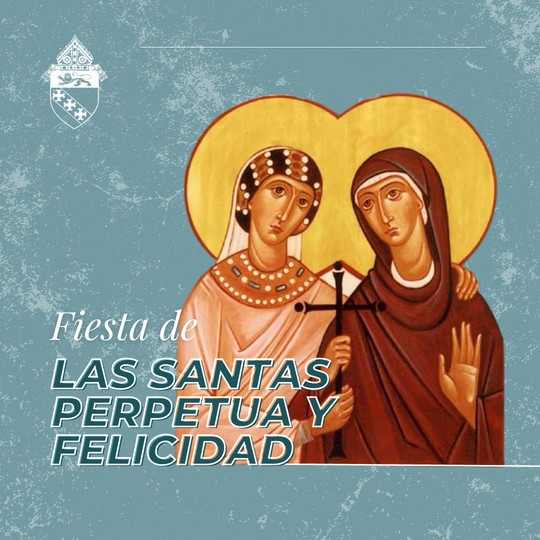 Fiesta de
LAS SANTAS
PERPETUA Y
FELICIDAD